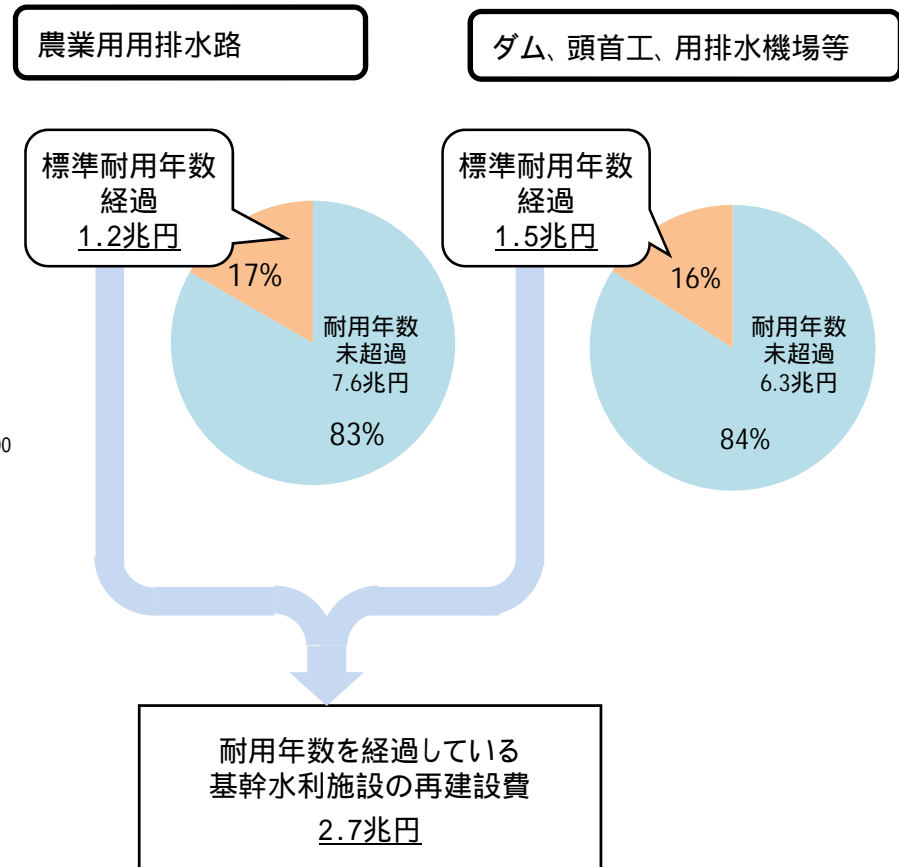 農業用用排水路
ダム、頭首工、用排水機場等
標準耐用年数
経過
1.2兆円
17%
耐用年数
未超過
7.6兆円
83%
標準耐用年数
経過
1.5兆円
16%
耐用年数
未超過
6.3兆円
84%
耐用年数を経過している
基幹水利施設の再建設費
2.7兆円